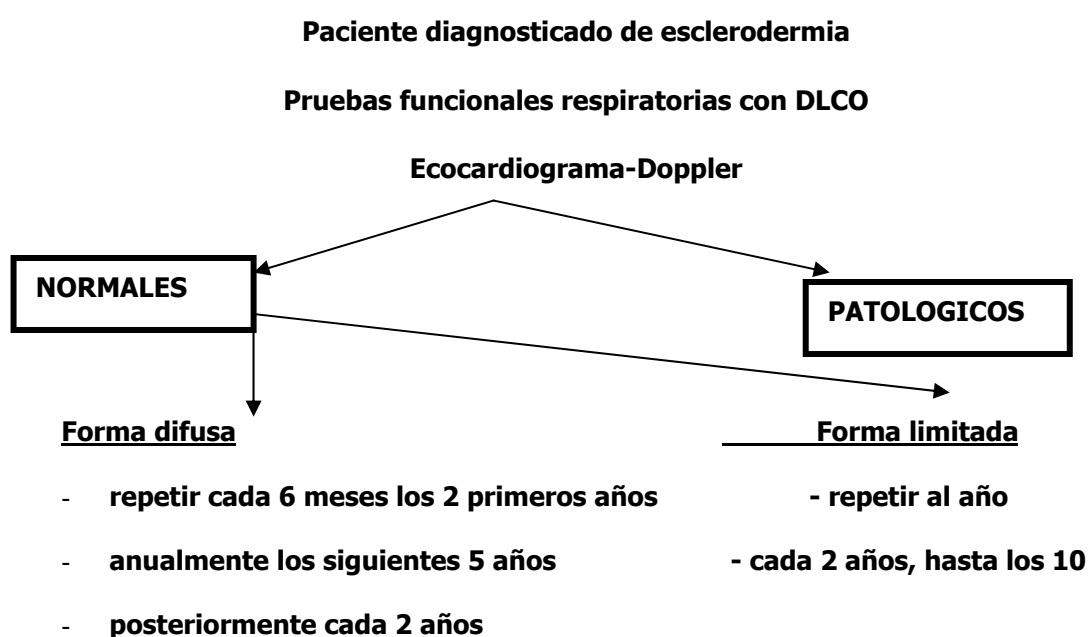 Paciente diagnosticado de esclerodermia
Pruebas funcionales respiratorias con DLCO
Ecocardiograma-Doppler
NORMALES
PATOLOGICOS
Forma difusa
Forma limitada
- repetir cada 6 meses los 2 primeros años
- repetir al año
- anualmente los siguientes 5 años
- cada 2 años, hasta los 10
- posteriormente cada 2 años